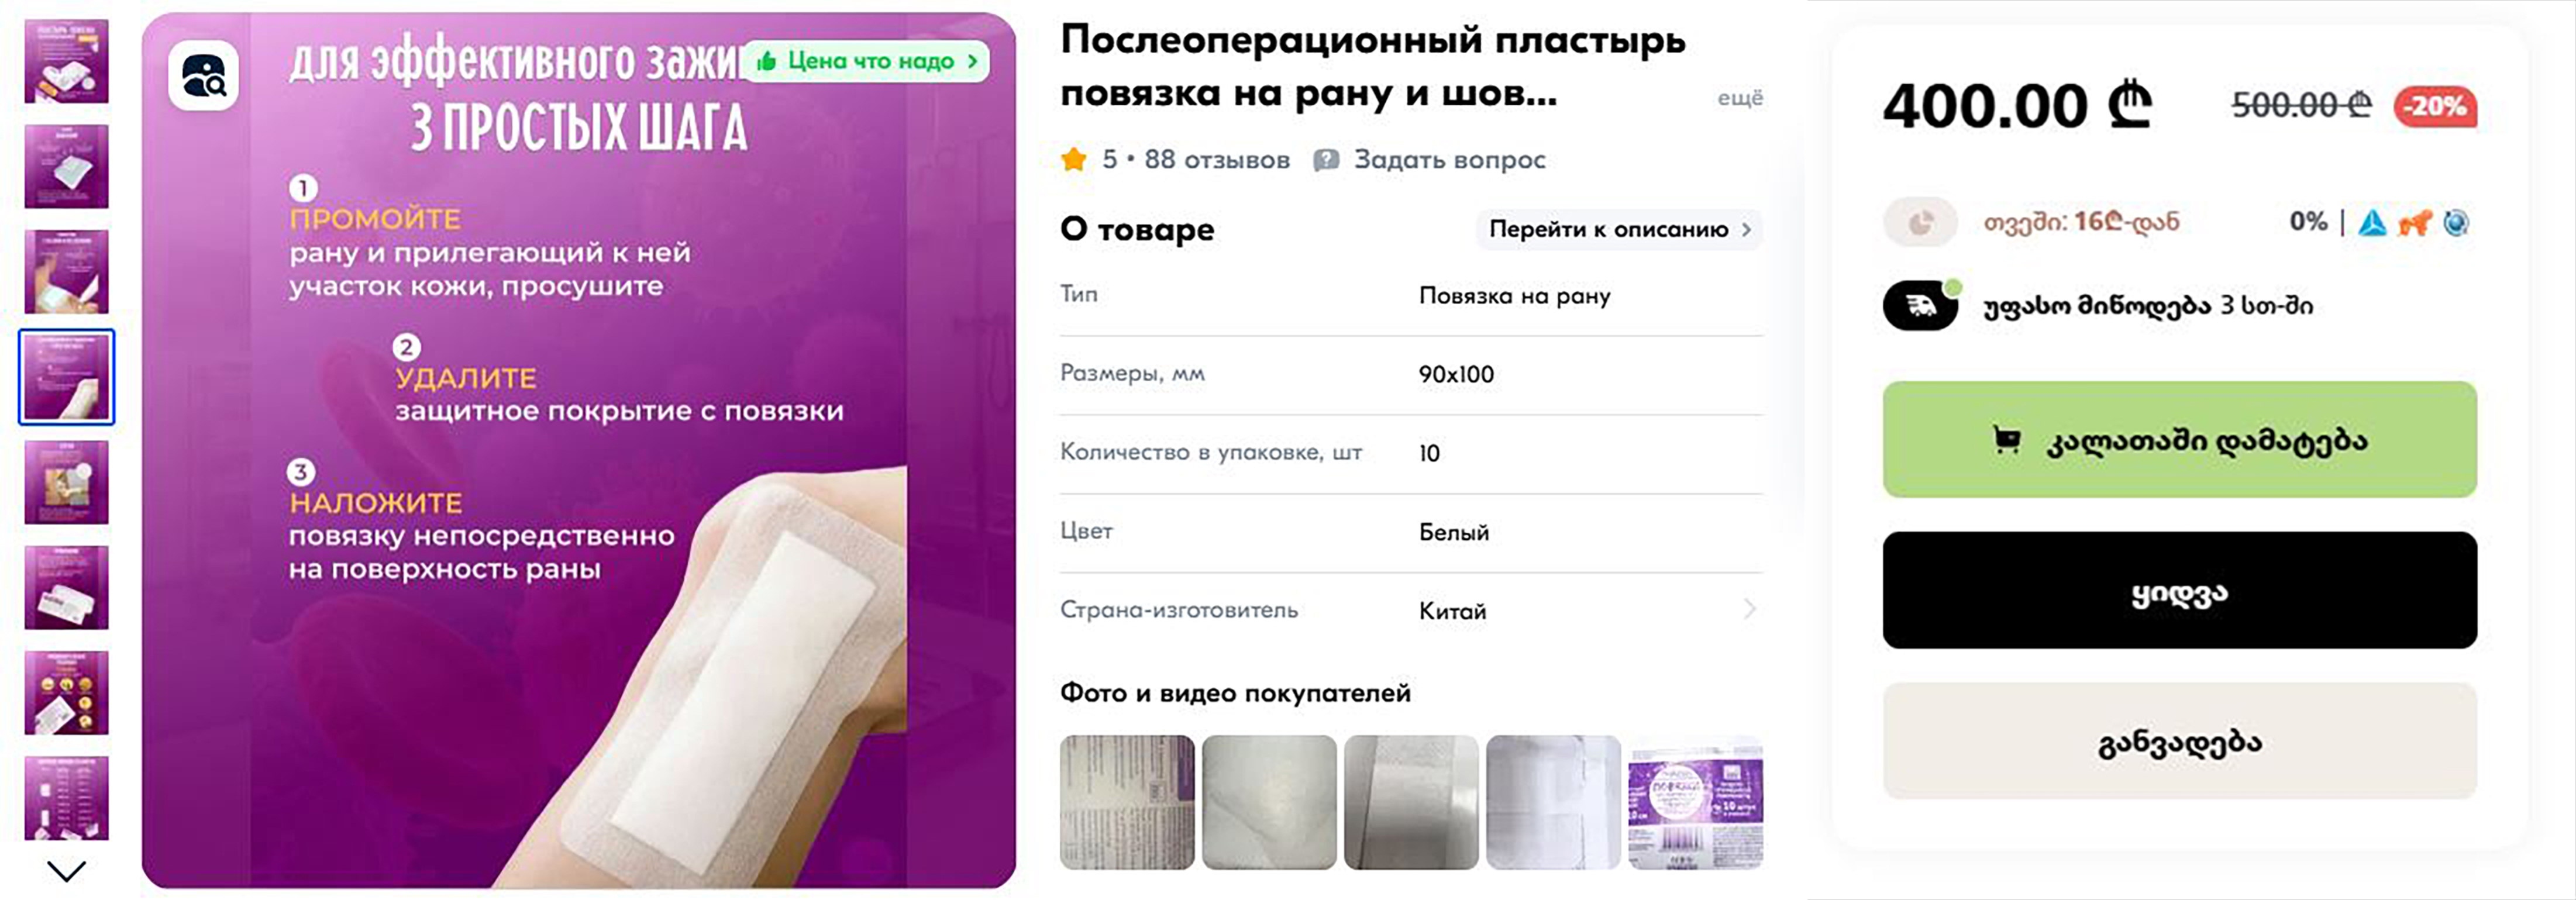 для эффективного зажи
Цена что надо
3 ПРОСТЫХ ШАГА
1
ПРОМОЙТЕ
рану и прилегающий к ней
участок кожи, просушите
2
УДАЛИТЕ
защитное покрытие с повязки
3
НАЛОЖИТЕ
повязку непосредственно
на поверхность раны
Послеоперационный пластырь
повязка на рану и шов...
ещё
5 • 88 отзывов Задать вопрос
О товаре Перейти к описанию
Тип Повязка на рану
Размеры, мм 90x100
Количество в упаковке, шт 10
Цвет Белый
Страна-изготовитель Китай
Фото и видео покупателей
400.00 ₾ 500.00 ₾ -20%
თვეში: 16₾-დან 0% |
უფასო მიწოდება 3 სთ-ში
კალათაში დამატება
ყიდვა
განვადება